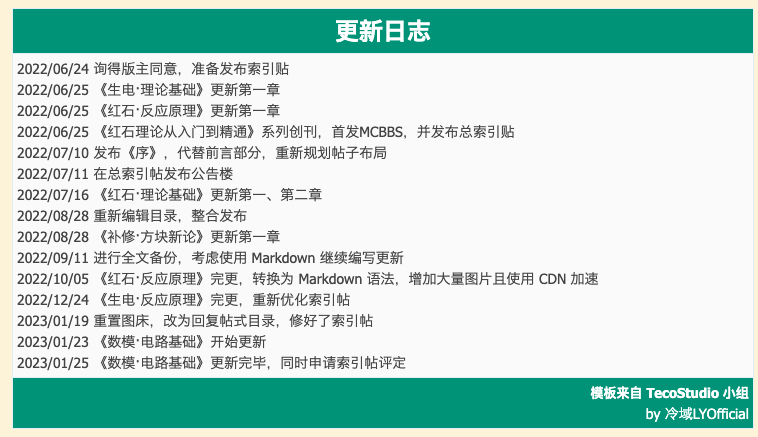 更新日志
2022/06/24 询得版主同意，准备发布索引贴
2022/06/25 《生电·理论基础》更新第一章
2022/06/25 《红石·反应原理》更新第一章
2022/06/25 《红石理论从入门到精通》系列创刊，首发MCBBS，并发布总索引贴
2022/07/10 发布《序》，代替前言部分，重新规划帖子布局
2022/07/11 在总索引帖发布公告楼
2022/07/16 《红石·理论基础》更新第一、第二章
2022/08/28 重新编辑目录，整合发布
2022/08/28 《补修·方块新论》更新第一章
2022/09/11 进行全文备份，考虑使用 Markdown 继续编写更新
2022/10/05 《红石·反应原理》完更，转换为 Markdown 语法，增加大量图片且使用 CDN 加速
2022/12/24 《生电·反应原理》完更，重新优化索引帖
2023/01/19 重置图床，改为回复帖式目录，修好了索引帖
2023/01/23 《数模·电路基础》开始更新
2023/01/25 《数模·电路基础》更新完毕，同时申请索引帖评定
模板来自 TecoStudio 小组
by 冷域LYOfficial